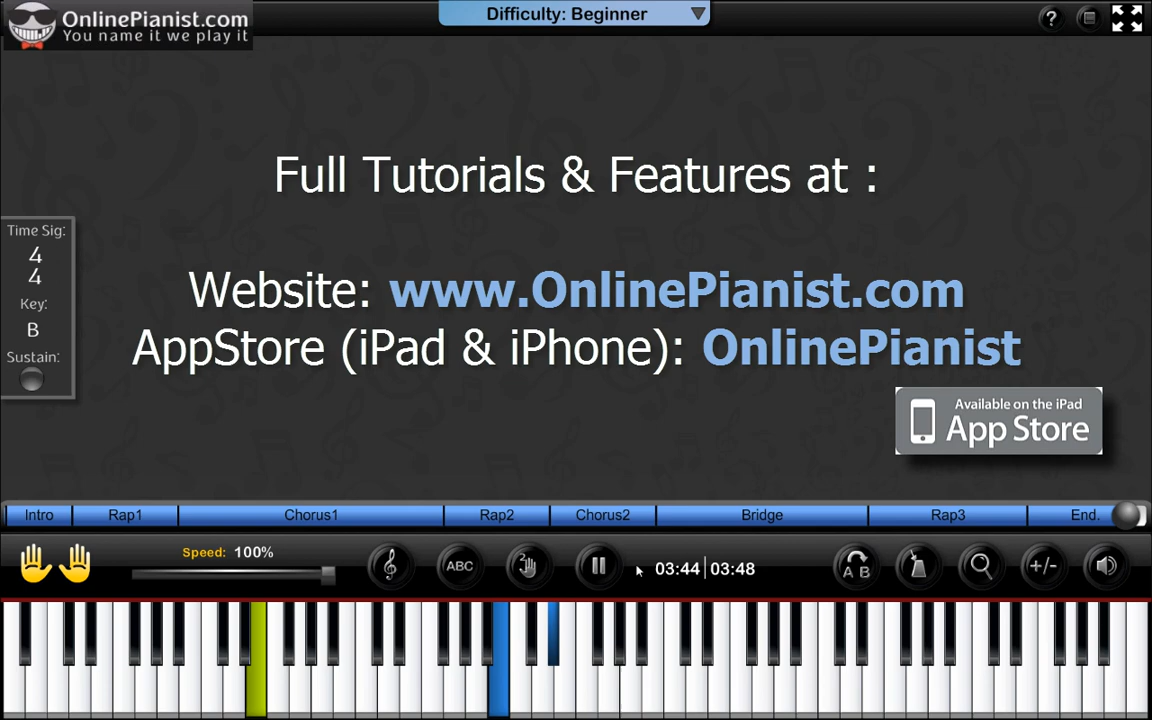 OnlinePianist.com
You name it we play it
Difficulty: Beginner
?
Full Tutorials & Features at :
Time Sig:
4
4
Key:
B
Sustain:
Website: www.OnlinePianist.com
AppStore (iPad & iPhone): OnlinePianist
Available on the iPad
App Store
Intro Rap1 Chorus1 Rap2 Chorus2 Bridge Rap3 End.
Speed: 100%
ABC
03:44 | 03:48
A B
+/-